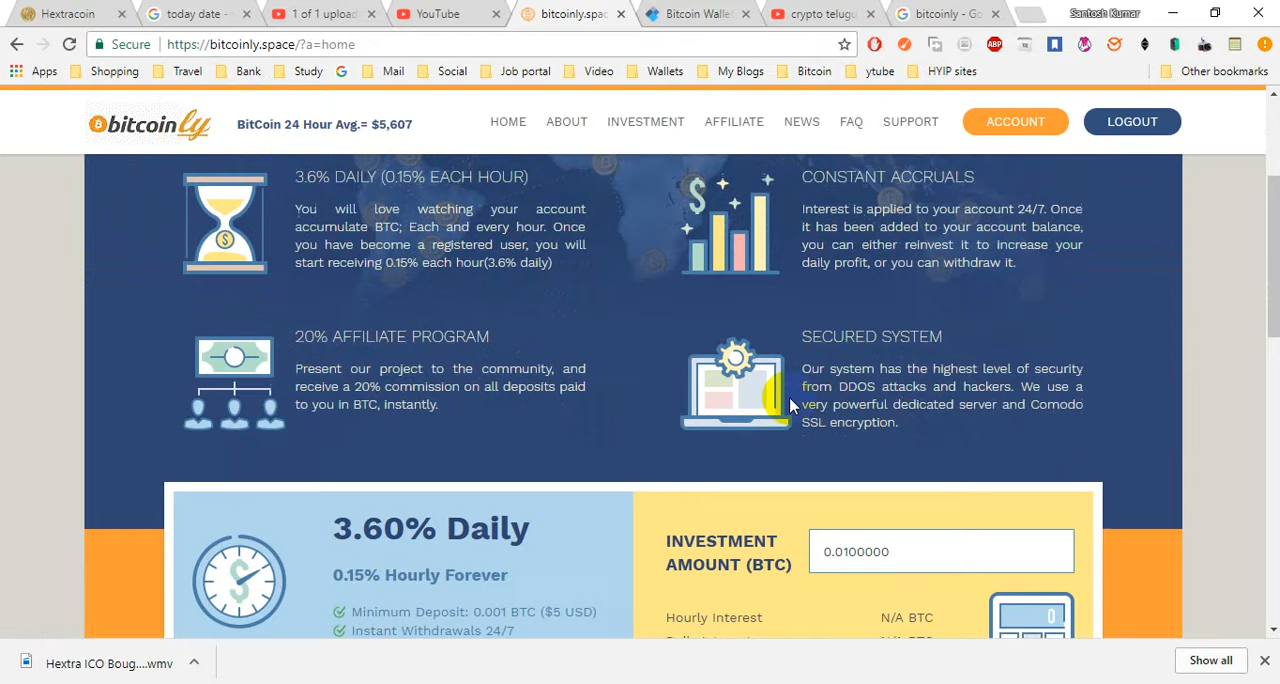 Hextracoin
today date -
1 of 1 upload
YouTube
bitcoinly.spac
Bitcoin Wallet
crypto telugu
bitcoinly - Go
Santosh Kumar
Secure https://bitcoinly.space/?a=home
ABP
Apps Shopping Travel Bank Study Mail Social Job portal Video Wallets My Blogs Bitcoin ytube HYIP sites Other bookmarks
bitcoinly BitCoin 24 Hour Avg.= $5,607 HOME ABOUT INVESTMENT AFFILIATE NEWS FAQ SUPPORT ACCOUNT LOGOUT
3.6% DAILY (0.15% EACH HOUR)
You will love watching your account
accumulate BTC; Each and every hour. Once
you have become a registered user, you will
start receiving 0.15% each hour(3.6% daily)
CONSTANT ACCRUALS
Interest is applied to your account 24/7. Once
it has been added to your account balance,
you can either reinvest it to increase your
daily profit, or you can withdraw it.
20% AFFILIATE PROGRAM
Present our project to the community, and
receive a 20% commission on all deposits paid
to you in BTC, instantly.
SECURED SYSTEM
Our system has the highest level of security
from DDOS attacks and hackers. We use a
very powerful dedicated server and Comodo
SSL encryption.
3.60% Daily
0.15% Hourly Forever
Minimum Deposit: 0.001 BTC ($5 USD)
Instant Withdrawals 24/7
INVESTMENT
AMOUNT (BTC)
0.0100000
Hourly Interest N/A BTC
Hextra ICO Boug....wmv
Show all